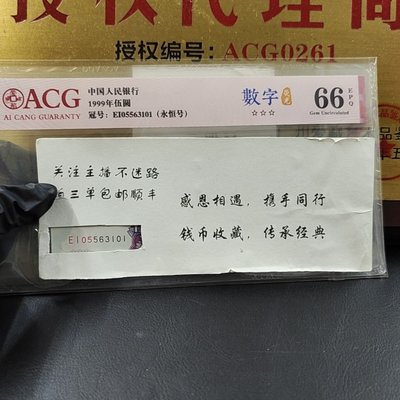 授权代理商
授权编号：ACG0261
ACG
AI CANG GUARANTY
中国人民银行
1999年伍圆
冠号：EI05563101（永恒号）
數字
☆☆☆
66 EPQ
Gem Uncirculated
关注主播不迷路
三单包邮顺丰
感恩相遇，携手同行
钱币收藏，传承经典
EI05563101